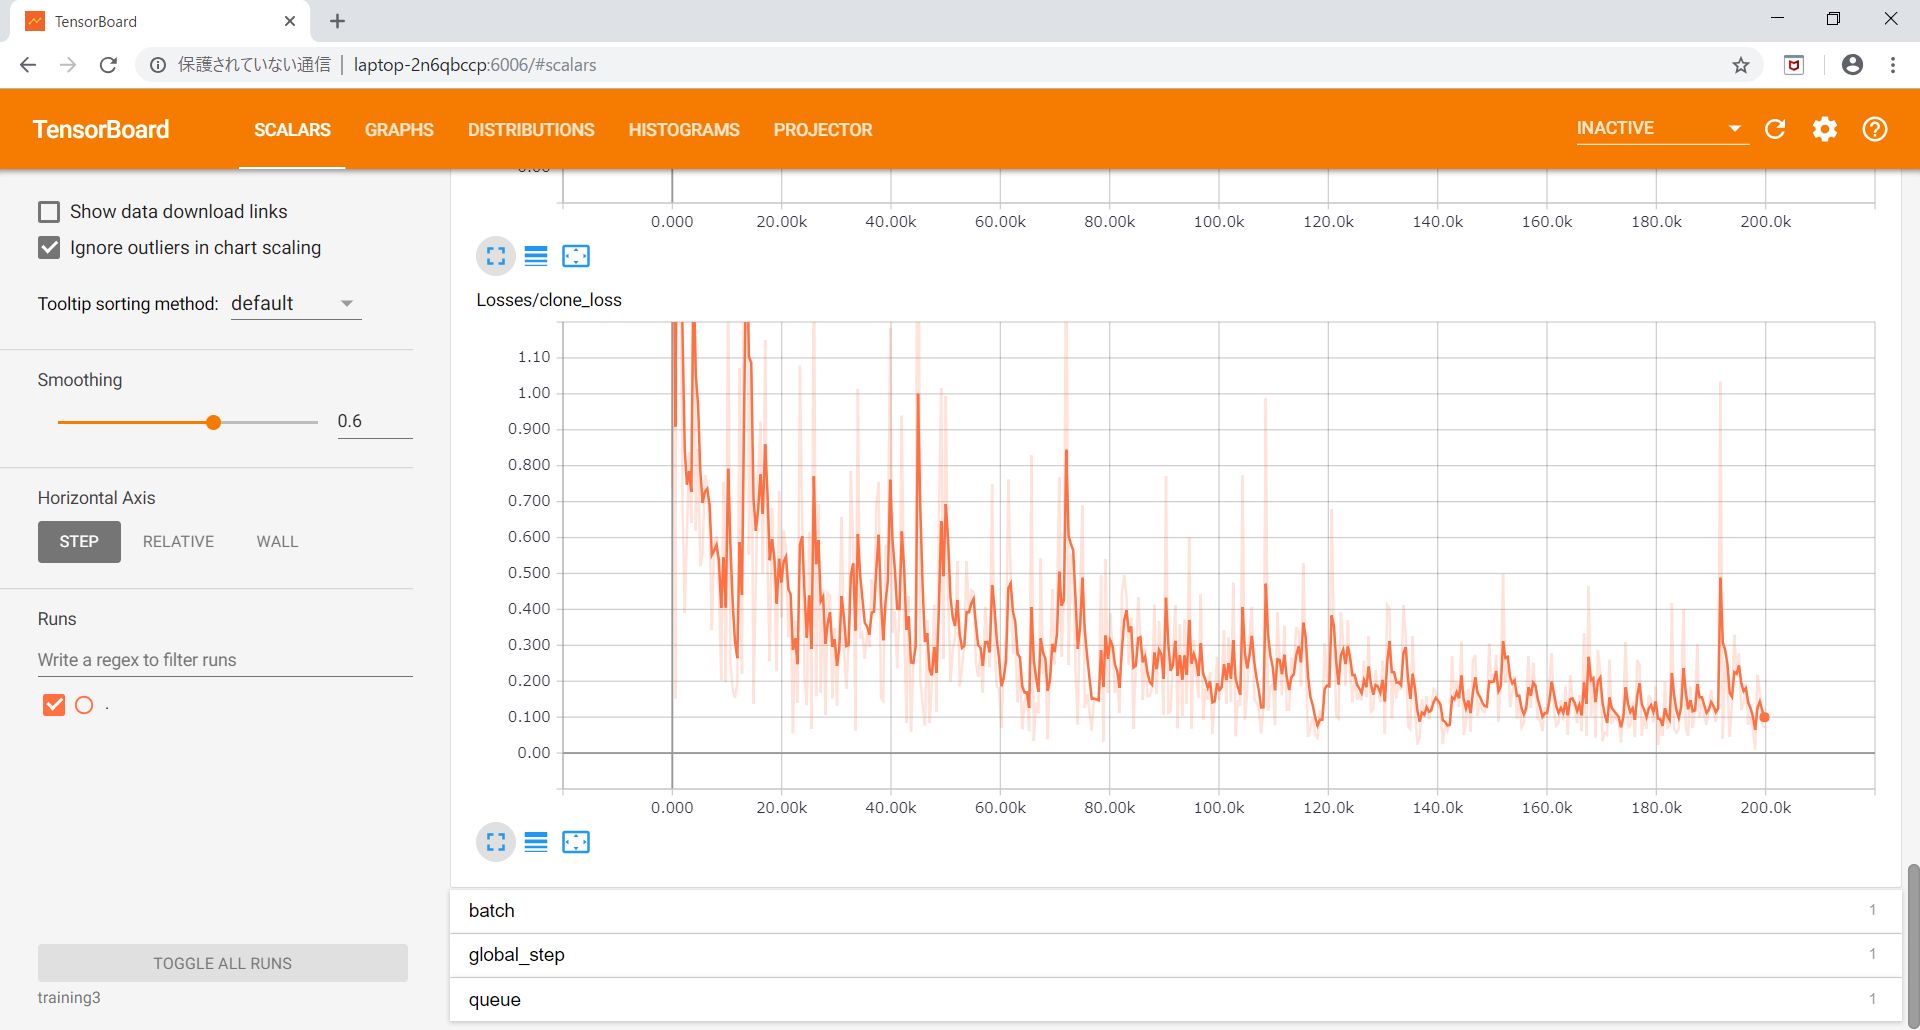 TensorBoard
保護されていない通信 | laptop-2n6qbccp:6006/#scalars
TensorBoard SCALARS GRAPHS DISTRIBUTIONS HISTOGRAMS PROJECTOR INACTIVE
Show data download links
Ignore outliers in chart scaling
Tooltip sorting method: default
Smoothing
0.6
Horizontal Axis
STEP RELATIVE WALL
Runs
Write a regex to filter runs
.
TOGGLE ALL RUNS
training3
0.000 20.00k 40.00k 60.00k 80.00k 100.0k 120.0k 140.0k 160.0k 180.0k 200.0k
Losses/clone_loss
1.10
1.00
0.900
0.800
0.700
0.600
0.500
0.400
0.300
0.200
0.100
0.00
0.000 20.00k 40.00k 60.00k 80.00k 100.0k 120.0k 140.0k 160.0k 180.0k 200.0k
batch 1
global_step 1
queue 1